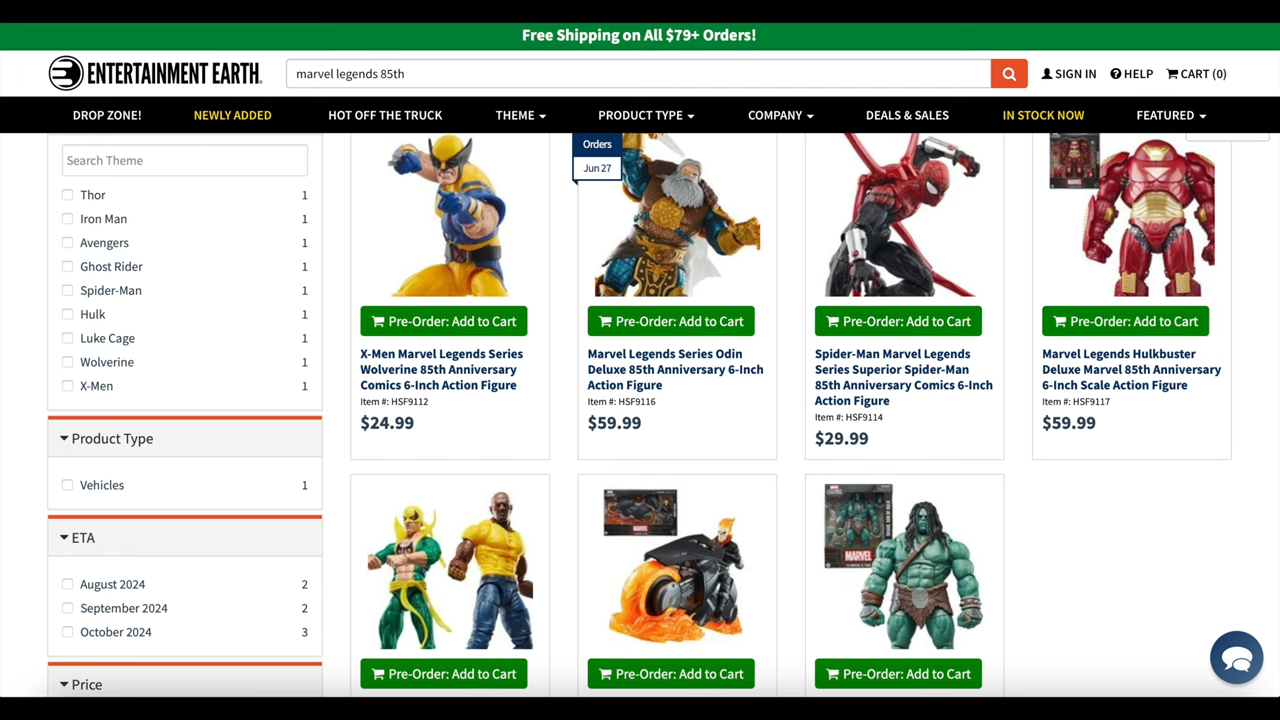 Free Shipping on All $79+ Orders!
ENTERTAINMENT EARTH
marvel legends 85th
SIGN IN
HELP
CART (0)
DROP ZONE!
NEWLY ADDED
HOT OFF THE TRUCK
THEME
PRODUCT TYPE
COMPANY
DEALS & SALES
IN STOCK NOW
FEATURED
Search Theme
Thor 1
Iron Man 1
Avengers 1
Ghost Rider 1
Spider-Man 1
Hulk 1
Luke Cage 1
Wolverine 1
X-Men 1
Product Type
Vehicles 1
ETA
August 2024 2
September 2024 2
October 2024 3
Price
Pre-Order: Add to Cart
X-Men Marvel Legends Series
Wolverine 85th Anniversary
Comics 6-Inch Action Figure
Item #: HSF9112
$24.99
Orders
Jun 27
Pre-Order: Add to Cart
Marvel Legends Series Odin
Deluxe 85th Anniversary 6-Inch
Action Figure
Item #: HSF9116
$59.99
Pre-Order: Add to Cart
Spider-Man Marvel Legends
Series Superior Spider-Man
85th Anniversary Comics 6-Inch
Action Figure
Item #: HSF9114
$29.99
Pre-Order: Add to Cart
Marvel Legends Hulkbuster
Deluxe Marvel 85th Anniversary
6-Inch Scale Action Figure
Item #: HSF9117
$59.99
Pre-Order: Add to Cart
MARVEL
Pre-Order: Add to Cart
MARVEL
Pre-Order: Add to Cart